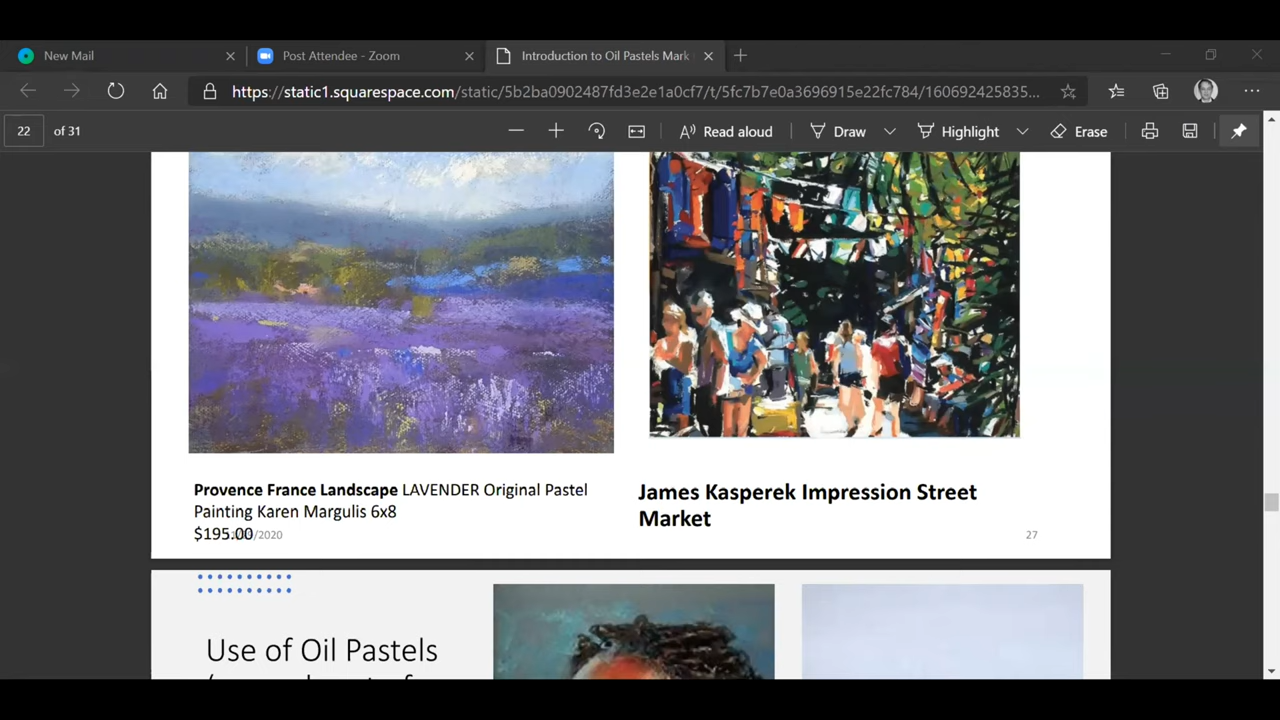 New Mail
Post Attendee - Zoom
Introduction to Oil Pastels Mark
https://static1.squarespace.com/static/5b2ba0902487fd3e2e1a0cf7/t/5fc7b7e0a3696915e22fc784/160692425835...
22 of 31
Read aloud
Draw
Highlight
Erase
Provence France Landscape LAVENDER Original Pastel
Painting Karen Margulis 6x8
$195.00
/2020
James Kasperek Impression Street
Market
27
Use of Oil Pastels